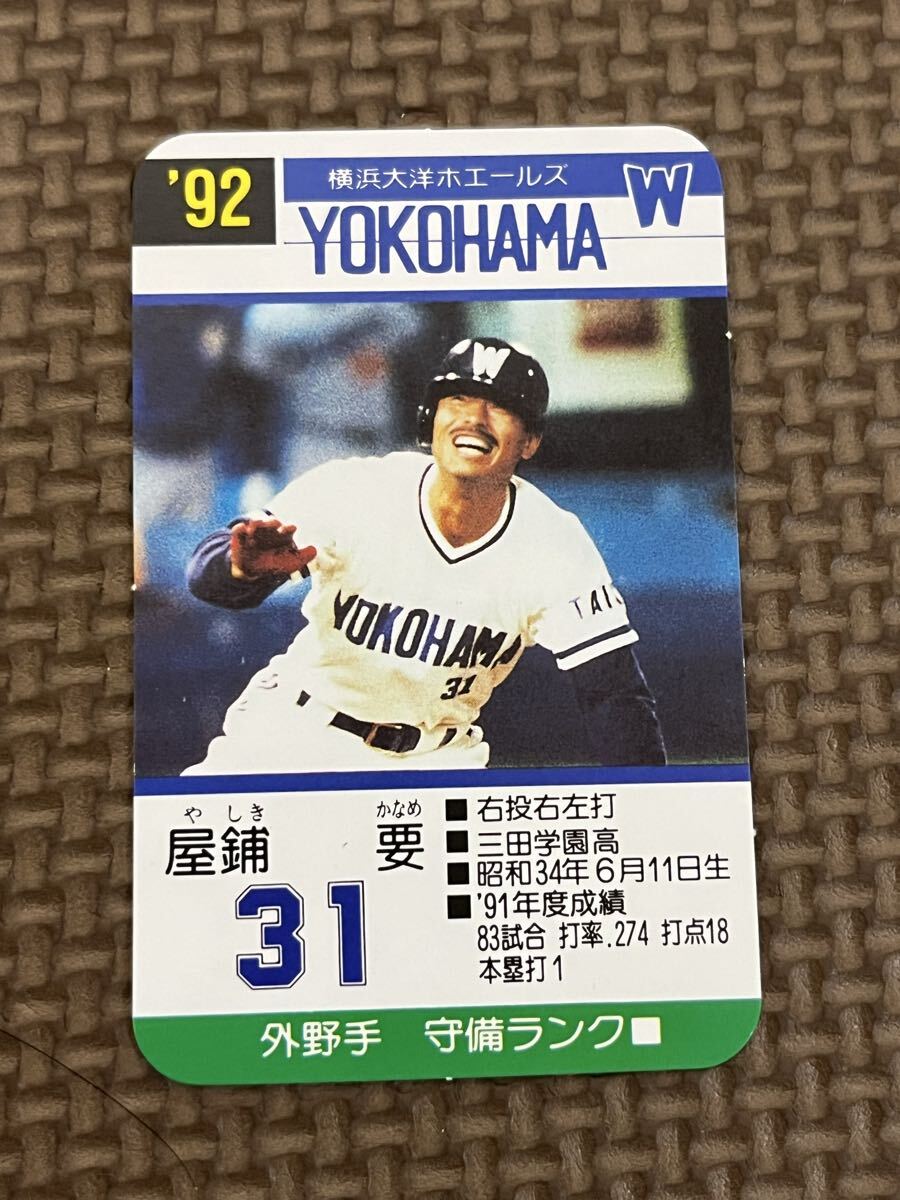 '92
横浜大洋ホエールズ
W
YOKOHAMA
W
YOKOHAMA
31
TAI
やしき かなめ
屋鋪 要
31
■ 右投右左打
■ 三田学園高
■ 昭和34年6月11日生
■ '91年度成績
83試合 打率.274 打点18
本塁打1
外野手 守備ランク■